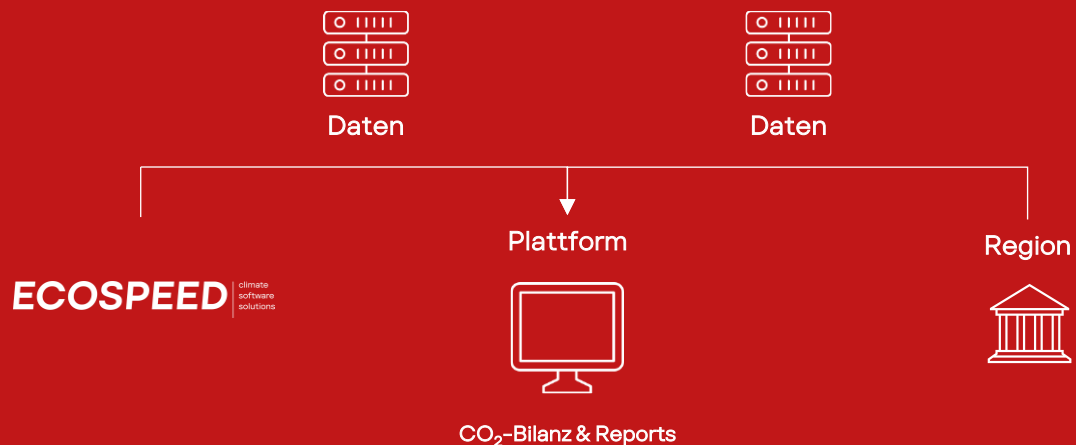 Daten
Daten
Plattform
Region
ECOSPEED
climate
software
solutions
CO₂-Bilanz & Reports